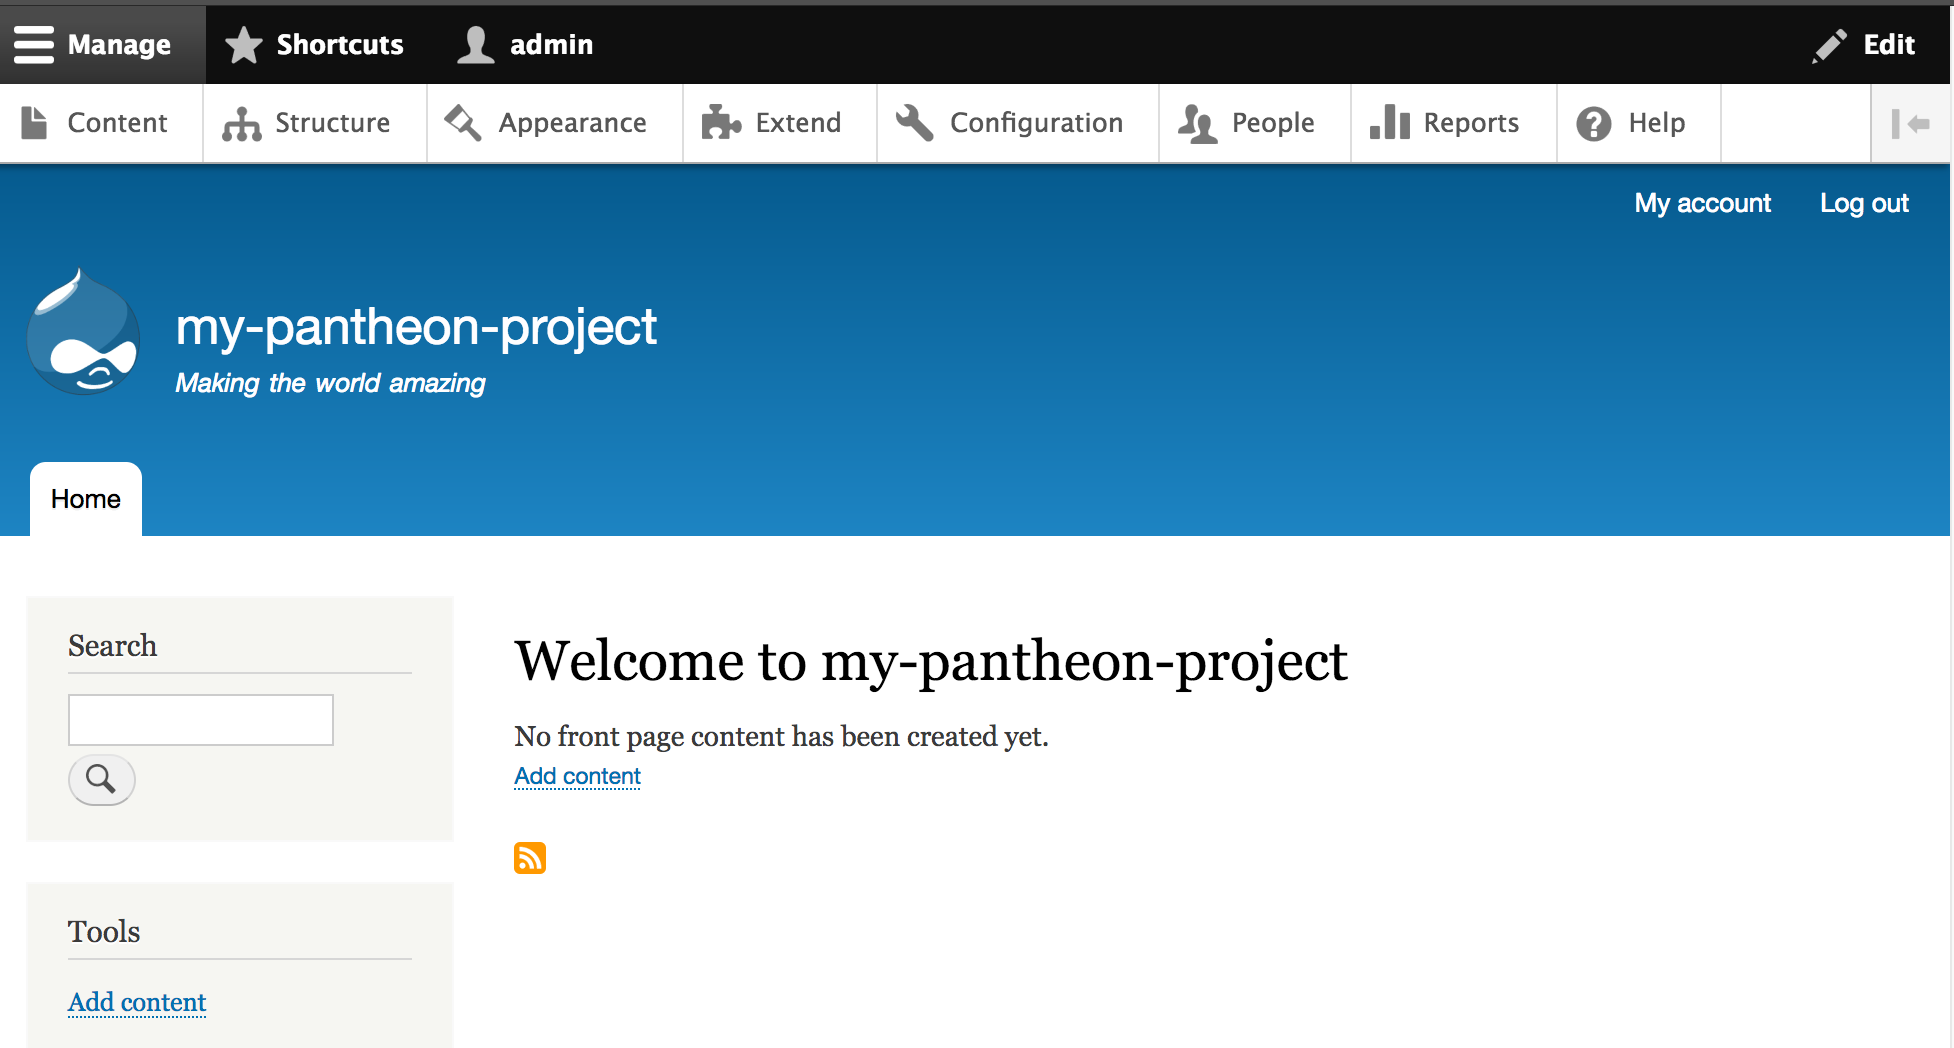 Manage Shortcuts admin Edit
Content Structure Appearance Extend Configuration People Reports Help
My account Log out
my-pantheon-project
Making the world amazing
Home
Search
Welcome to my-pantheon-project
No front page content has been created yet.
Add content
Tools
Add content